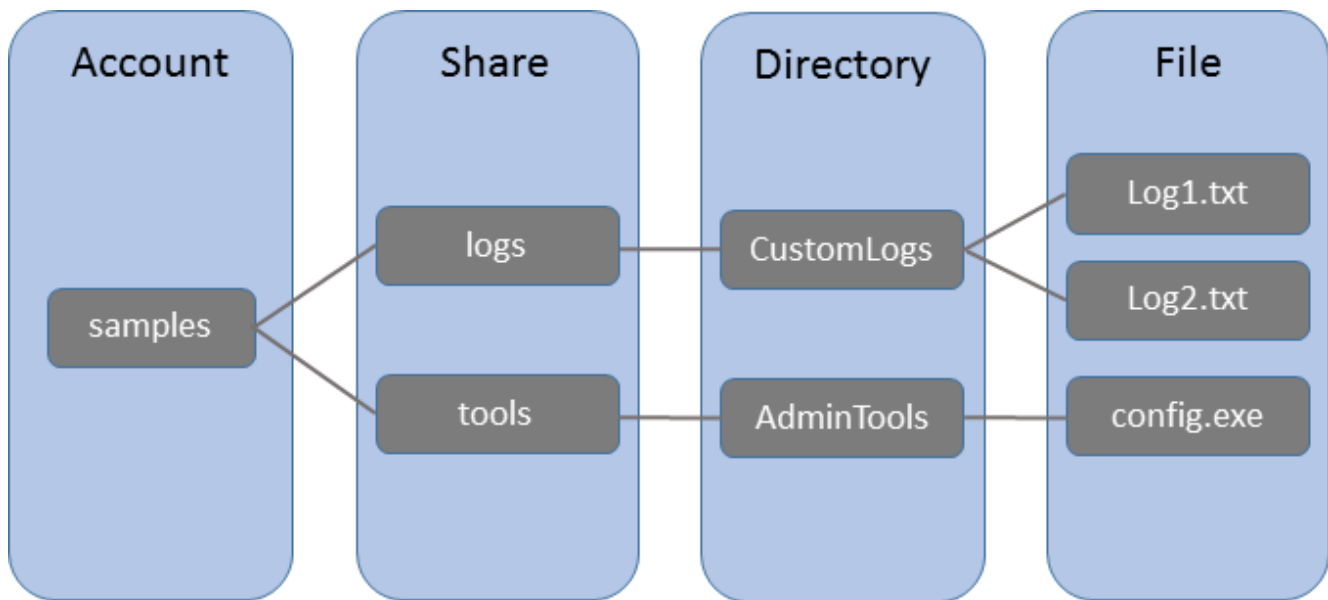 Account
Share
Directory
File
samples
logs
tools
CustomLogs
AdminTools
Log1.txt
Log2.txt
config.exe